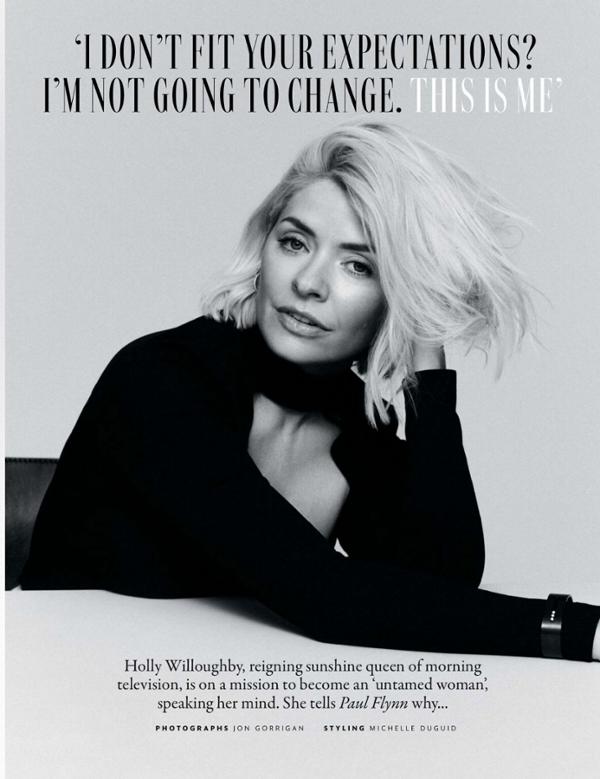 ‘I DON’T FIT YOUR EXPECTATIONS?
I’M NOT GOING TO CHANGE. THIS IS ME’
Holly Willoughby, reigning sunshine queen of morning
television, is on a mission to become an ‘untamed woman’,
speaking her mind. She tells Paul Flynn why...
PHOTOGRAPHS JON GORRIGAN STYLING MICHELLE DUGUID